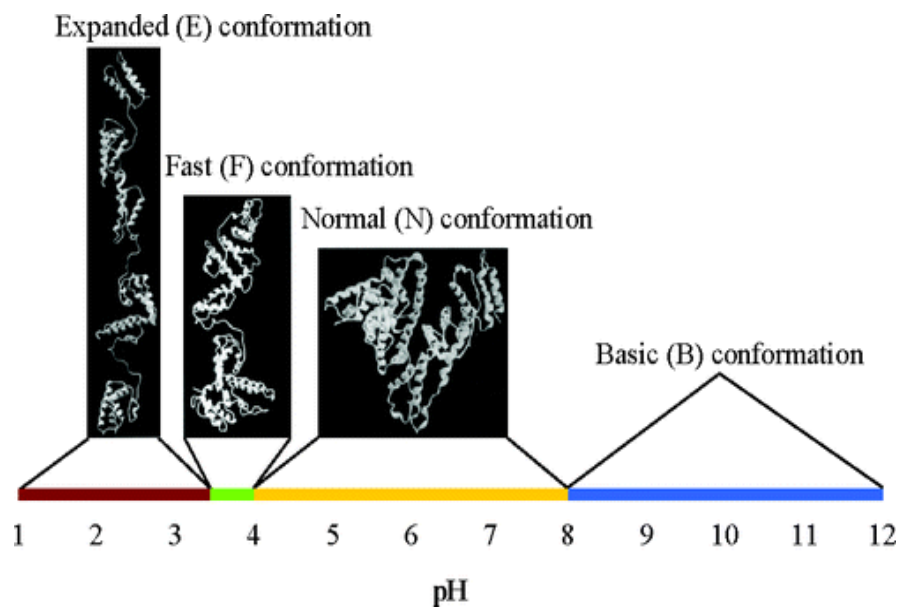 Expanded (E) conformation
Fast (F) conformation
Normal (N) conformation
Basic (B) conformation
1 2 3 4 5 6 7 8 9 10 11 12
pH